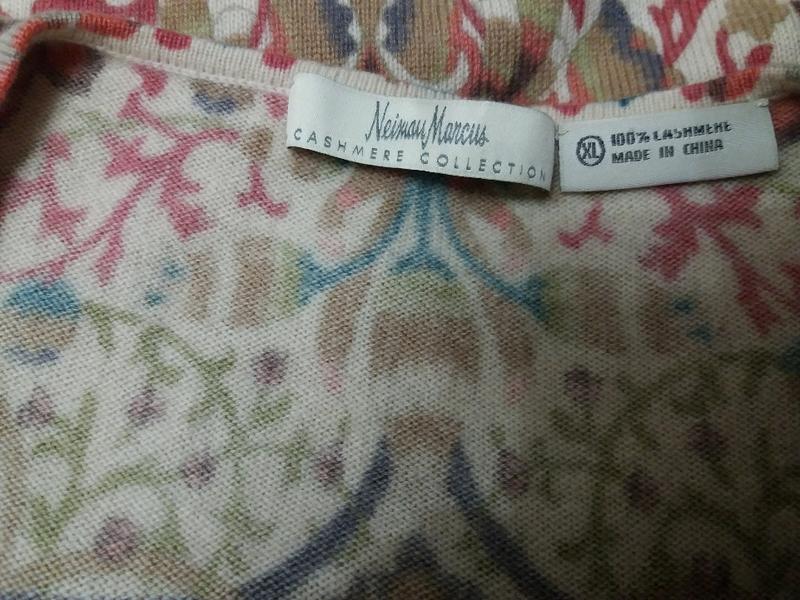 Neiman Marcus
CASHMERE COLLECTION
XL 100% CASHMERE
MADE IN CHINA